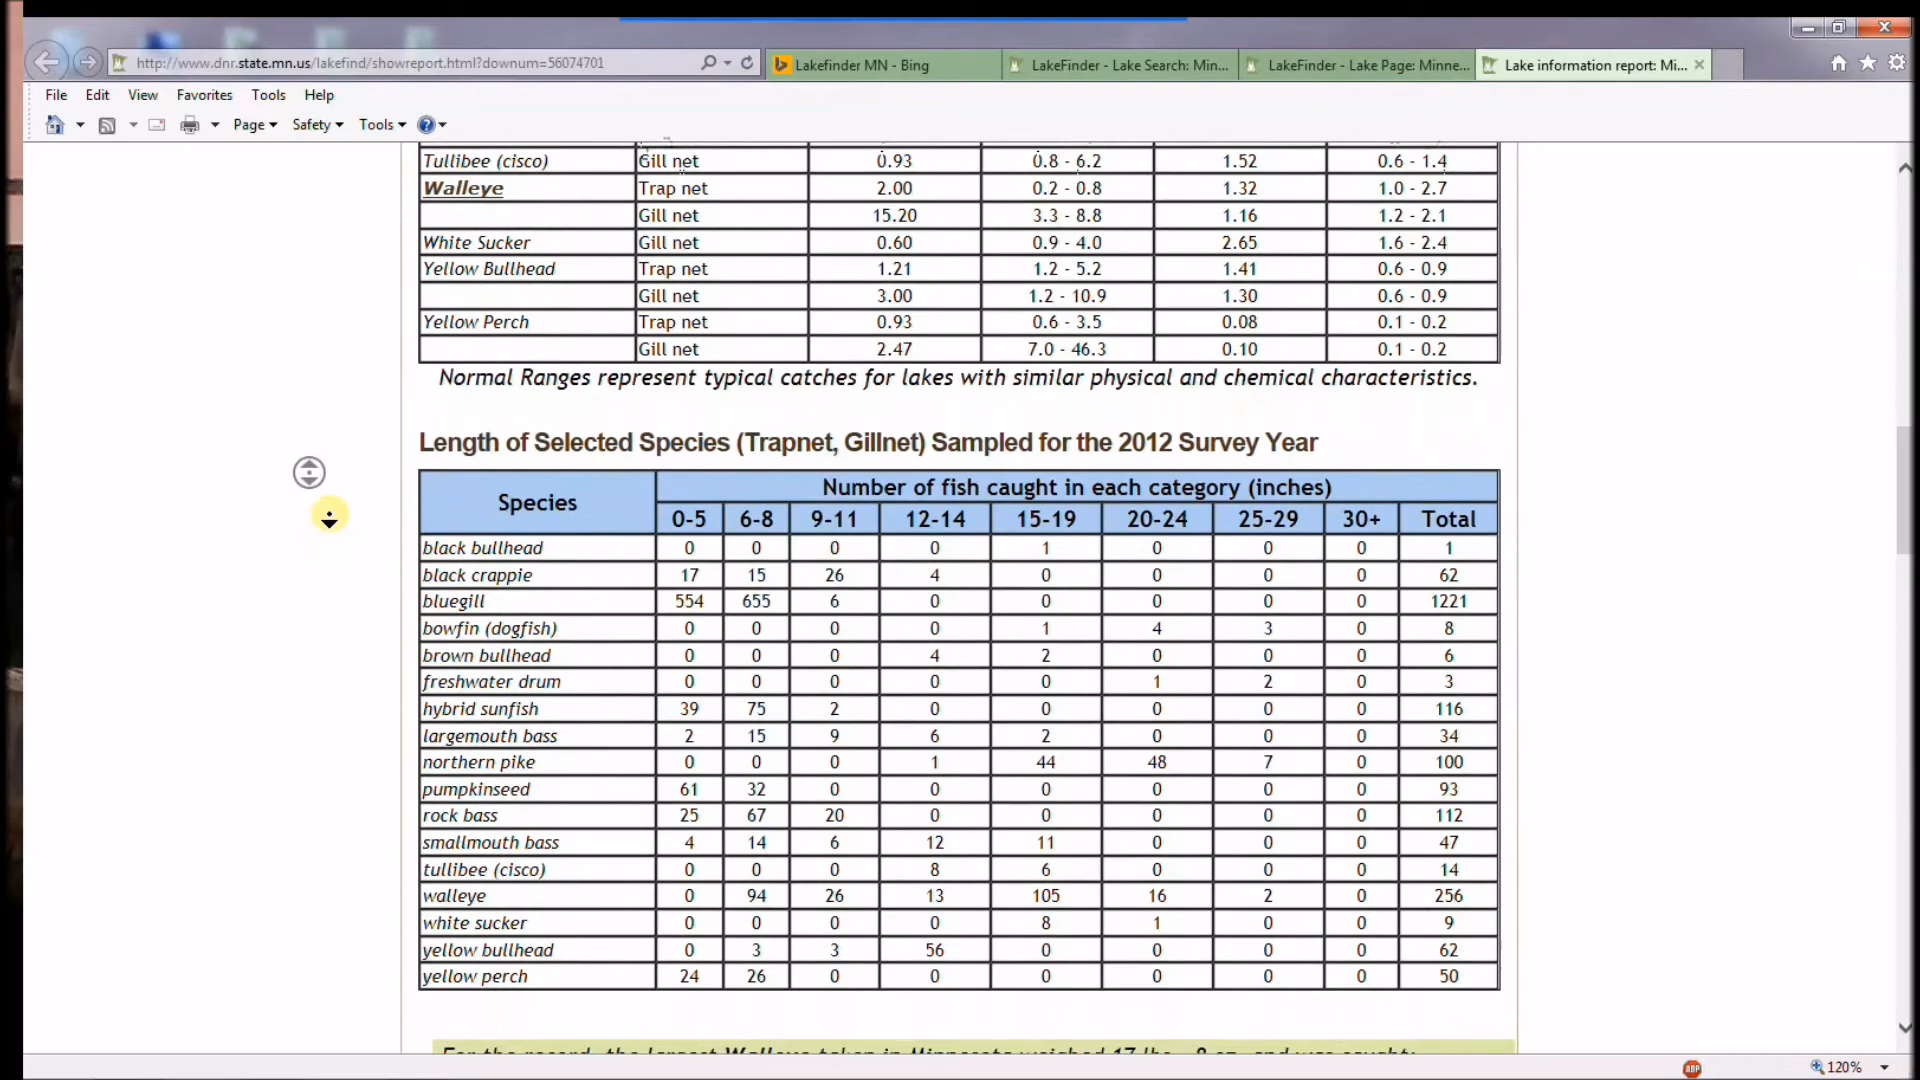 http://www.dnr.state.mn.us/lakefind/showreport.html?downum=56074701
Lakefinder MN - Bing
LakeFinder - Lake Search: Min...
LakeFinder - Lake Page: Minne...
Lake information report: Mi...
File Edit View Favorites Tools Help
Page Safety Tools
Tullibee (cisco) Gill net 0.93 0.8 - 6.2 1.52 0.6 - 1.4
Walleye Trap net 2.00 0.2 - 0.8 1.32 1.0 - 2.7
Gill net 15.20 3.3 - 8.8 1.16 1.2 - 2.1
White Sucker Gill net 0.60 0.9 - 4.0 2.65 1.6 - 2.4
Yellow Bullhead Trap net 1.21 1.2 - 5.2 1.41 0.6 - 0.9
Gill net 3.00 1.2 - 10.9 1.30 0.6 - 0.9
Yellow Perch Trap net 0.93 0.6 - 3.5 0.08 0.1 - 0.2
Gill net 2.47 7.0 - 46.3 0.10 0.1 - 0.2
Normal Ranges represent typical catches for lakes with similar physical and chemical characteristics.
Length of Selected Species (Trapnet, Gillnet) Sampled for the 2012 Survey Year
Species Number of fish caught in each category (inches)
0-5 6-8 9-11 12-14 15-19 20-24 25-29 30+ Total
black bullhead 0 0 0 0 1 0 0 0 1
black crappie 17 15 26 4 0 0 0 0 62
bluegill 554 655 6 0 0 0 0 0 1221
bowfin (dogfish) 0 0 0 0 1 4 3 0 8
brown bullhead 0 0 0 4 2 0 0 0 6
freshwater drum 0 0 0 0 0 1 2 0 3
hybrid sunfish 39 75 2 0 0 0 0 0 116
largemouth bass 2 15 9 6 2 0 0 0 34
northern pike 0 0 0 1 44 48 7 0 100
pumpkinseed 61 32 0 0 0 0 0 0 93
rock bass 25 67 20 0 0 0 0 0 112
smallmouth bass 4 14 6 12 11 0 0 0 47
tullibee (cisco) 0 0 0 8 6 0 0 0 14
walleye 0 94 26 13 105 16 2 0 256
white sucker 0 0 0 0 8 1 0 0 9
yellow bullhead 0 3 3 56 0 0 0 0 62
yellow perch 24 26 0 0 0 0 0 0 50
For the record, the largest Walleye taken in Minnesota weighed 17 lbs., 8 oz. and was caught:
ABP
120%